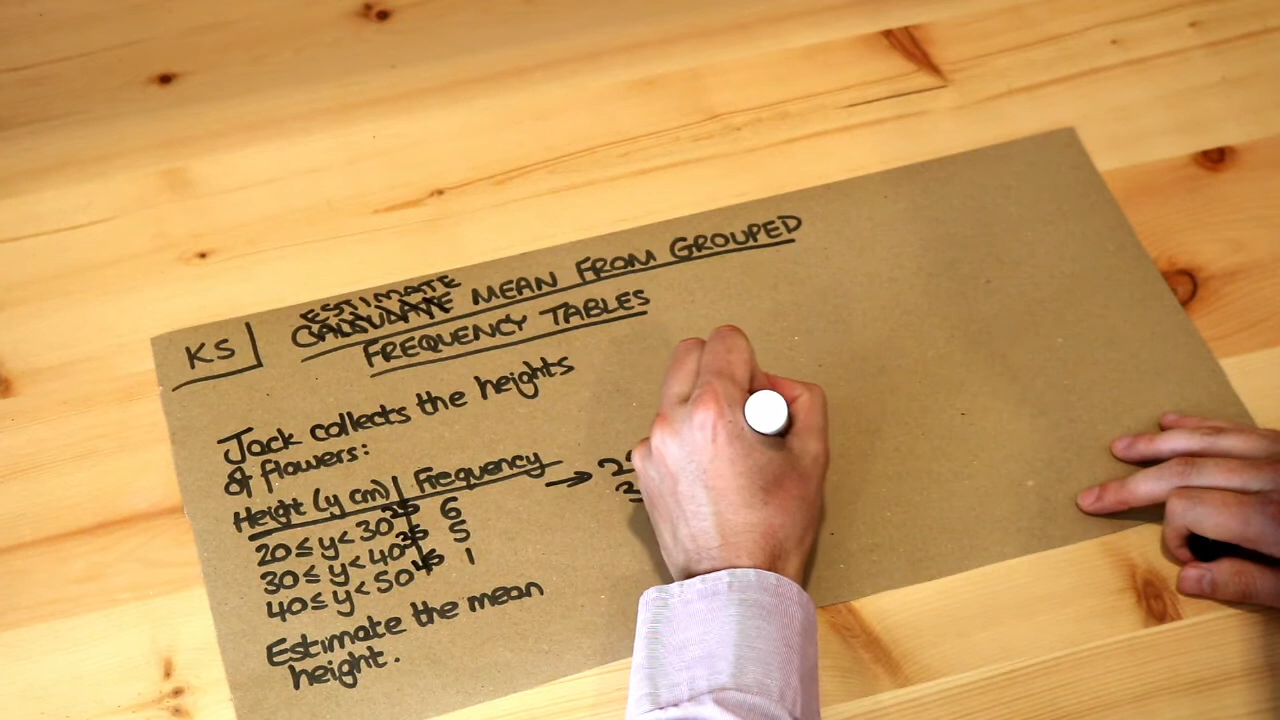 KS
ESTIMATE
CALCULATE MEAN FROM GROUPED
FREQUENCY TABLES
Jack collects the heights
of flowers:
Height (y cm) | Frequency →
20 ≤ y < 30 25 6
30 ≤ y < 40 35 5
40 ≤ y < 50 45 1
Estimate the mean
height.